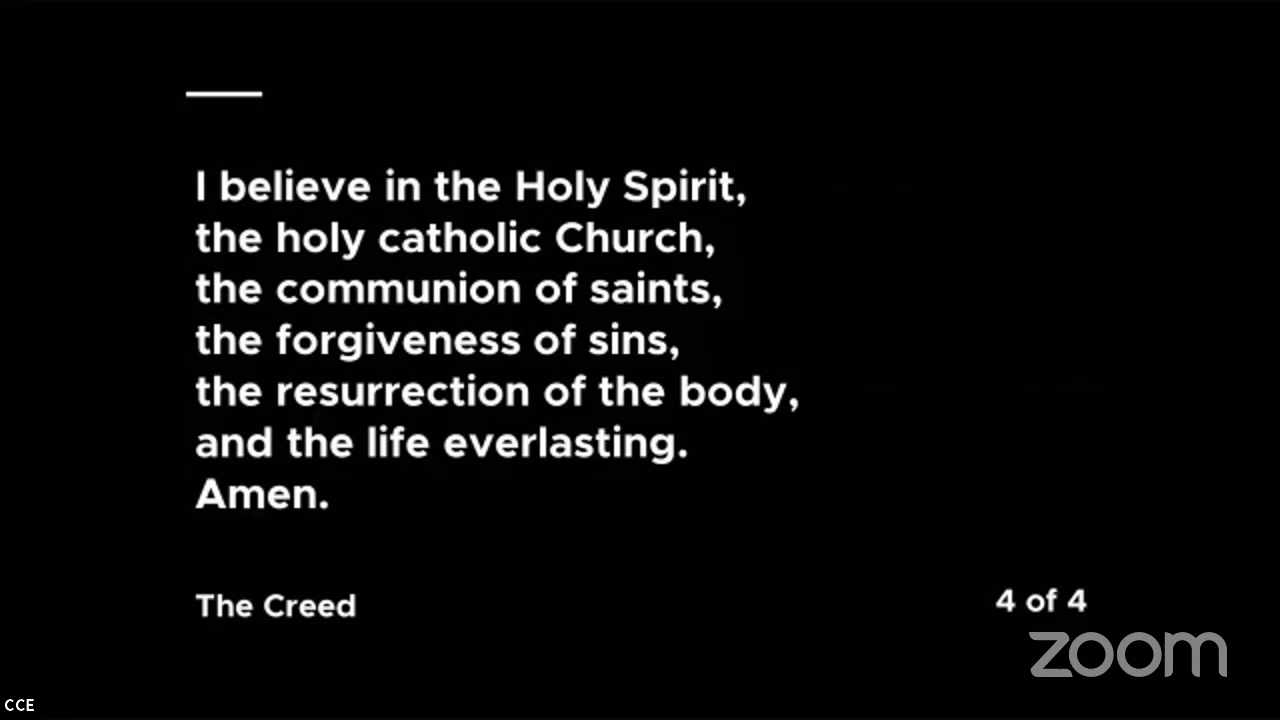 I believe in the Holy Spirit,
the holy catholic Church,
the communion of saints,
the forgiveness of sins,
the resurrection of the body,
and the life everlasting.
Amen.
The Creed
4 of 4
zoom
CCE